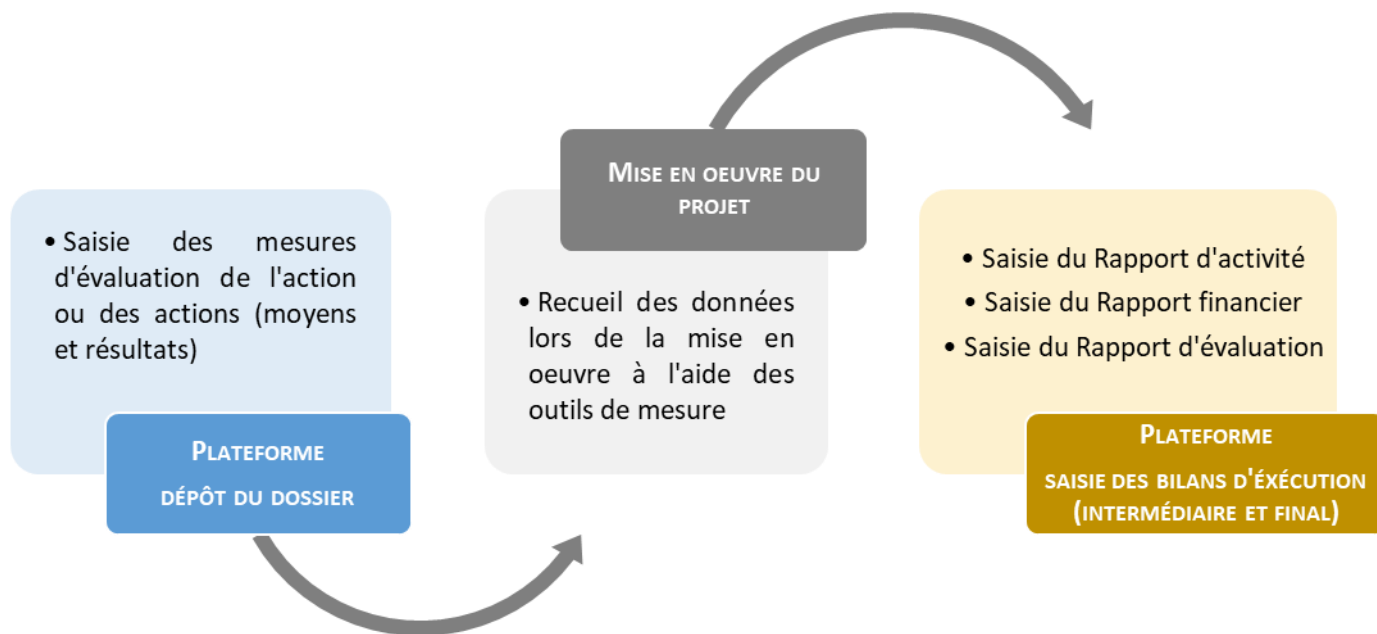 • Saisie des mesures
d'évaluation de l'action
ou des actions (moyens
et résultats)
PLATEFORME
DÉPÔT DU DOSSIER
MISE EN OEUVRE DU
PROJET
• Recueil des données
lors de la mise en
oeuvre à l'aide des
outils de mesure
• Saisie du Rapport d'activité
• Saisie du Rapport financier
• Saisie du Rapport d'évaluation
PLATEFORME
SAISIE DES BILANS D'ÉXÉCUTION
(INTERMÉDIAIRE ET FINAL)